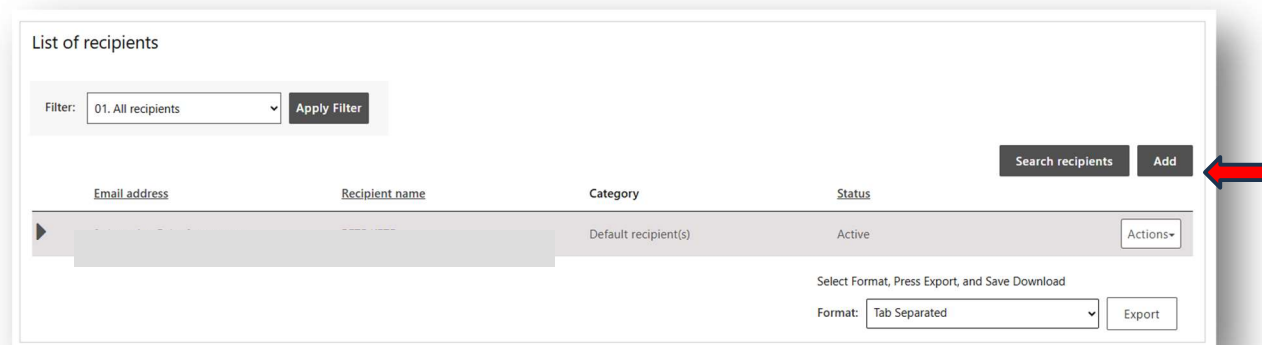 List of recipients
Filter: 01. All recipients Apply Filter
Search recipients Add
Email address Recipient name Category Status
Default recipient(s) Active Actions
Select Format, Press Export, and Save Download
Format: Tab Separated Export